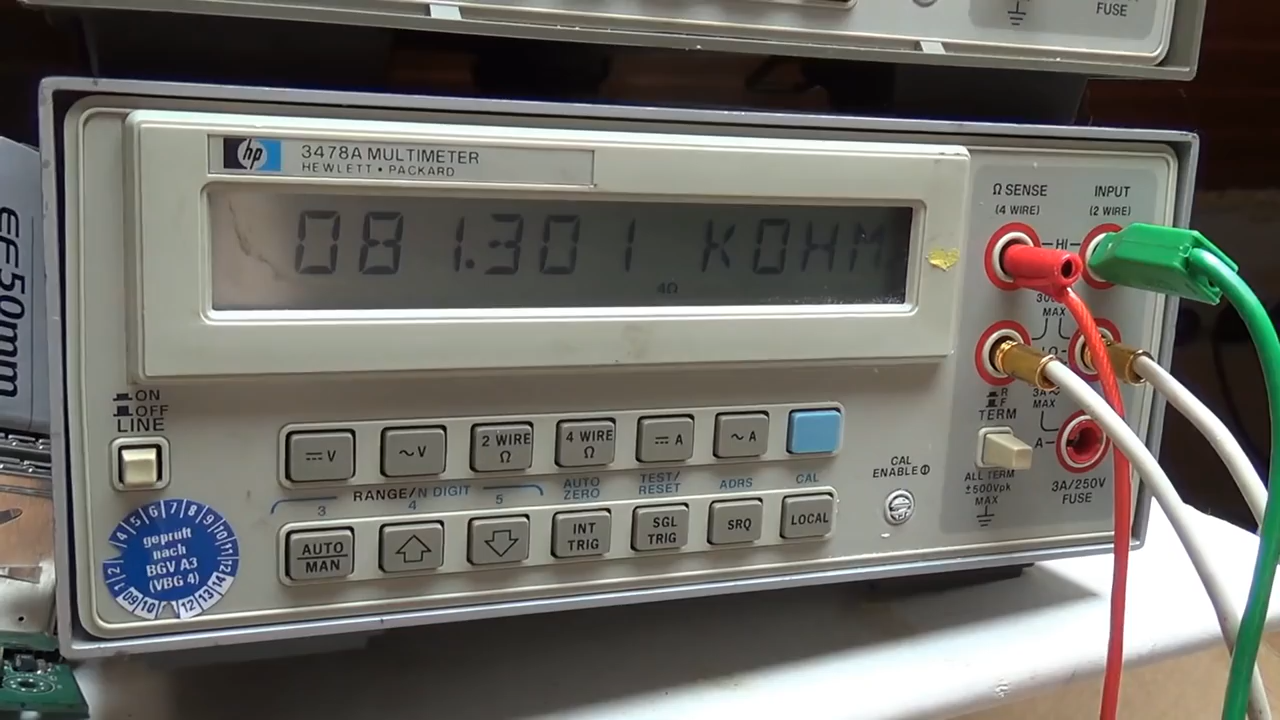 FUSE
hp
3478A MULTIMETER
HEWLETT • PACKARD
081.301 KOHM
4Ω
Ω SENSE
(4 WIRE)
INPUT
(2 WIRE)
HI
MAX
3A~
MAX
A
R
F
TERM
ALL TERM
±500Vpk
MAX
3A/250V
FUSE
EF50mm
ON
OFF
LINE
V
~V
2 WIRE
Ω
4 WIRE
Ω
A
~A
RANGE/N DIGIT
3
4
5
AUTO
ZERO
TEST/
RESET
ADRS
CAL
CAL
ENABLE
AUTO
MAN
INT
TRIG
SGL
TRIG
SRQ
LOCAL
geprüft
nach
BGV A3
(VBG 4)
1 2 3 4 5 6 7 8 9 10 11 12
09 10 12 13 14